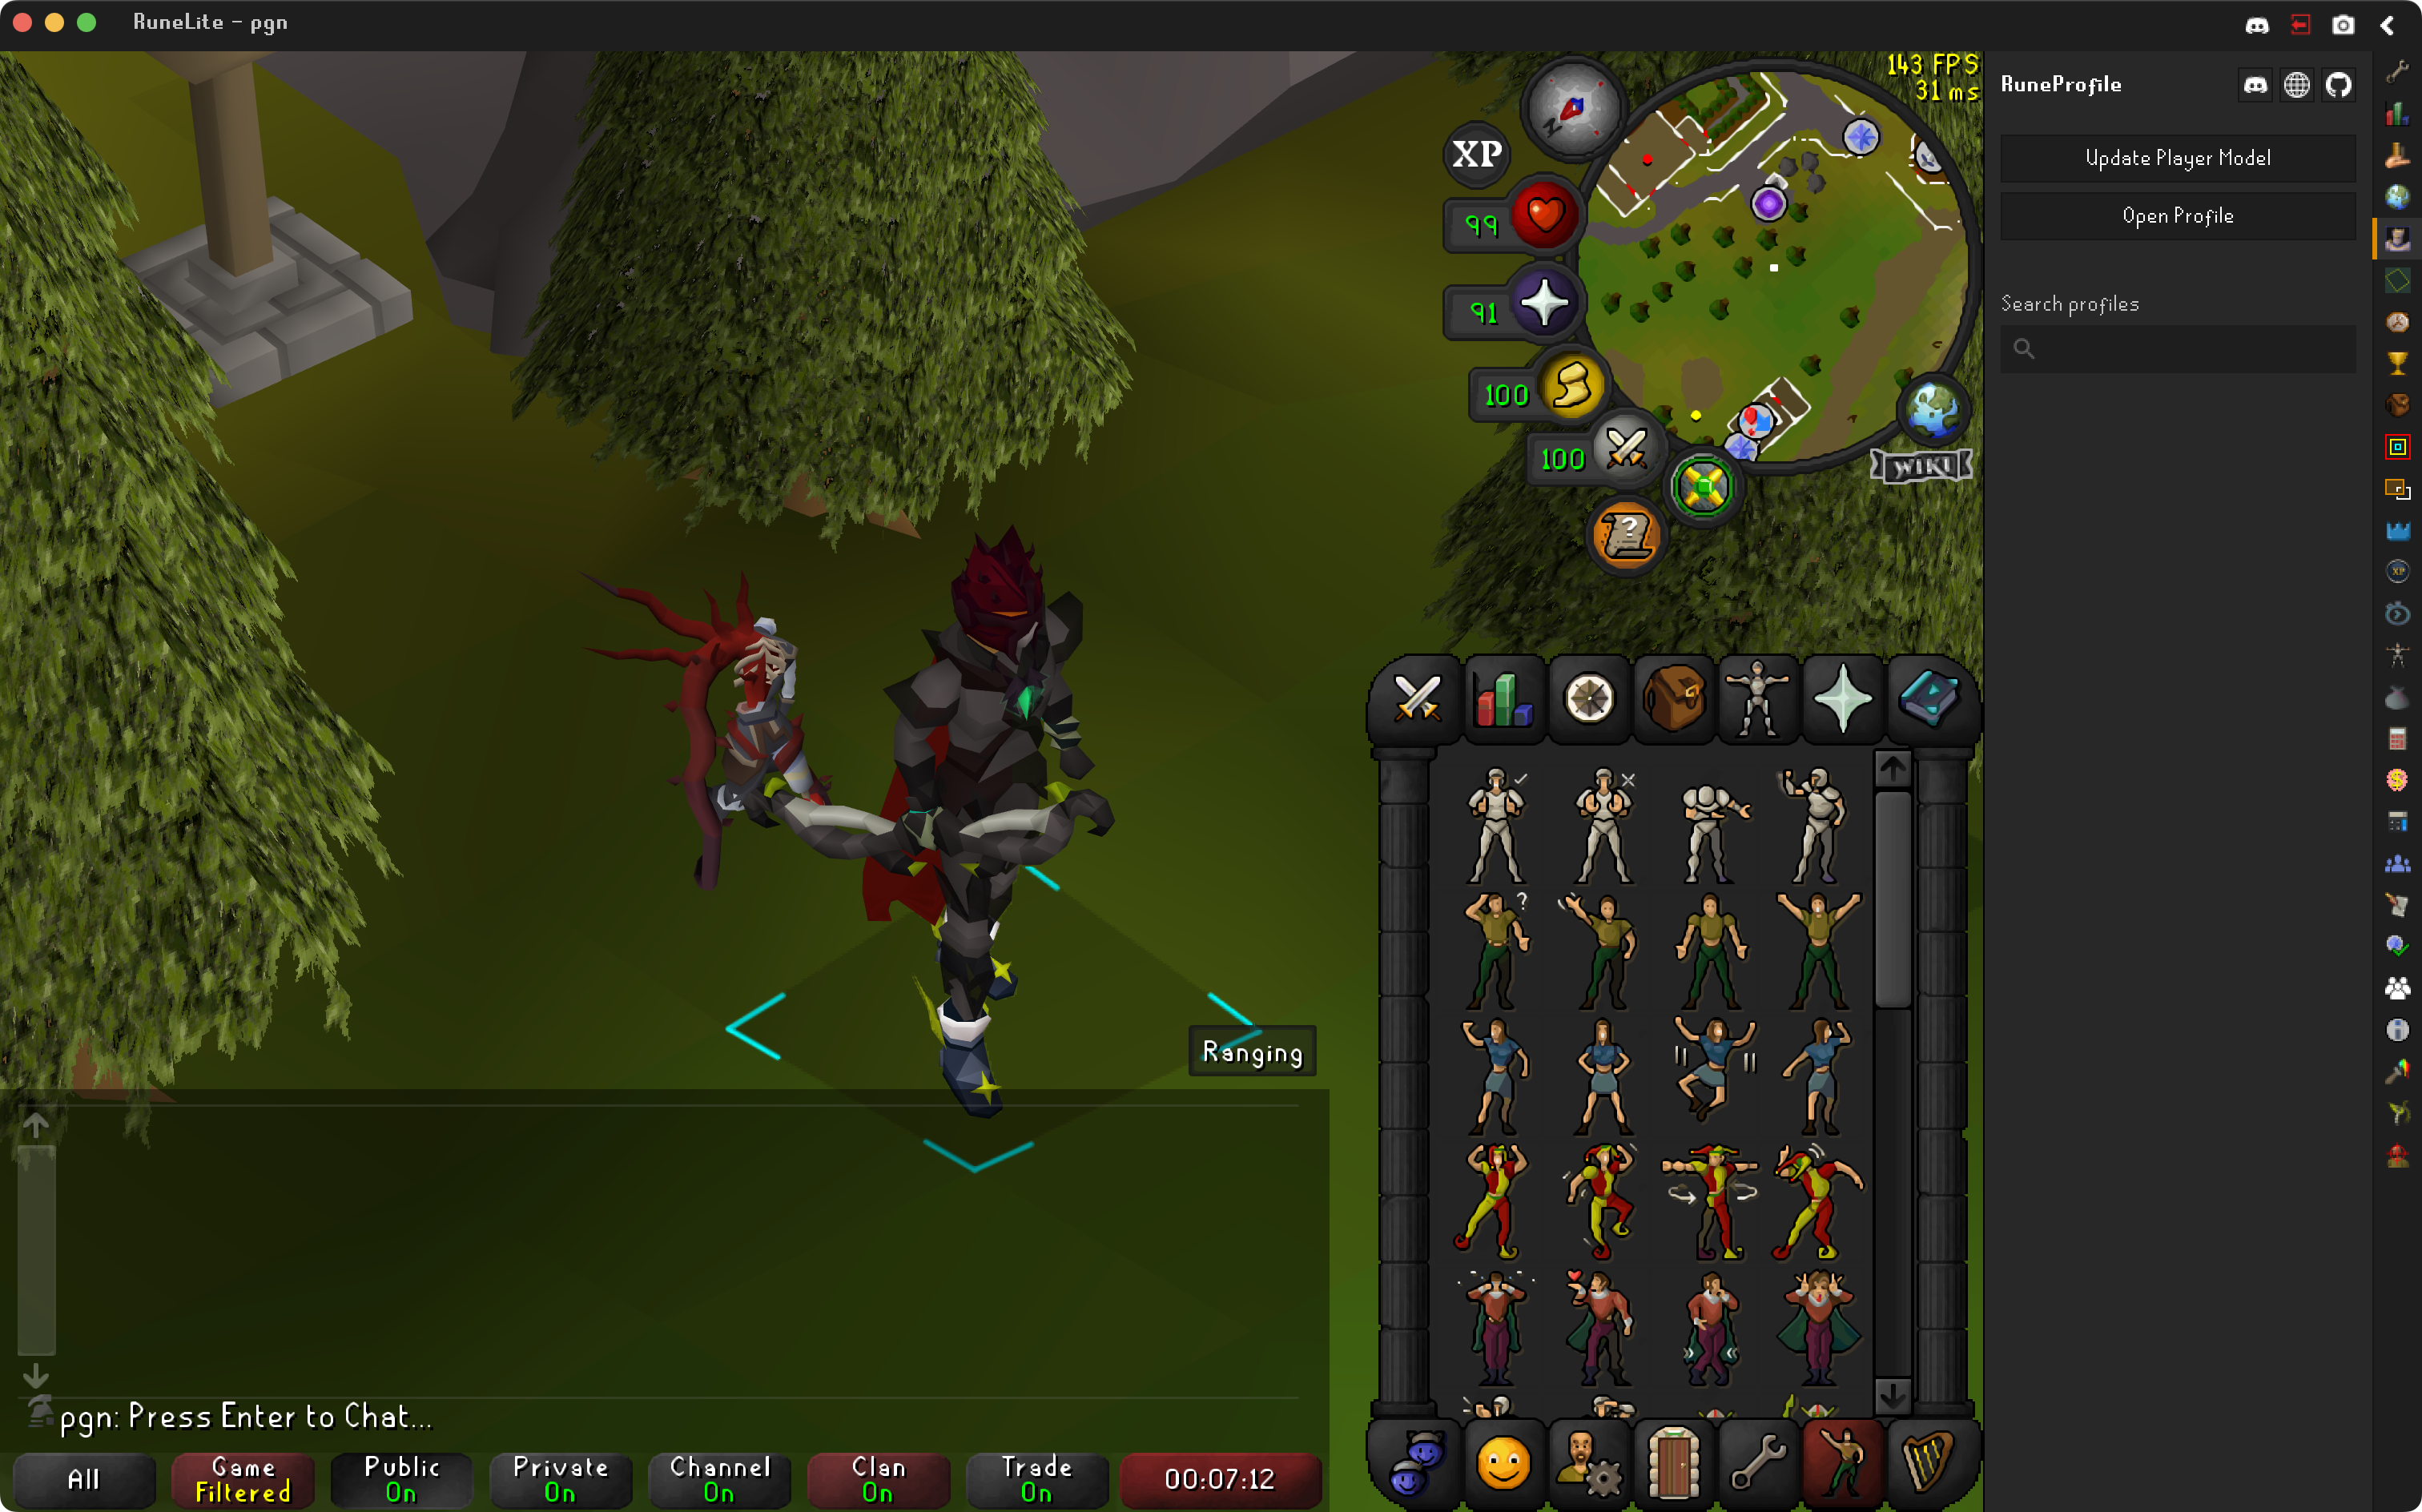 RuneLite - pgn
143 FPS
31 ms
XP
99
91
100
100
WIKI
RuneProfile
Update Player Model
Open Profile
Search profiles
Ranging
pgn: Press Enter to Chat...
All
Game
Filtered
Public
On
Private
On
Channel
On
Clan
On
Trade
On
00:07:12